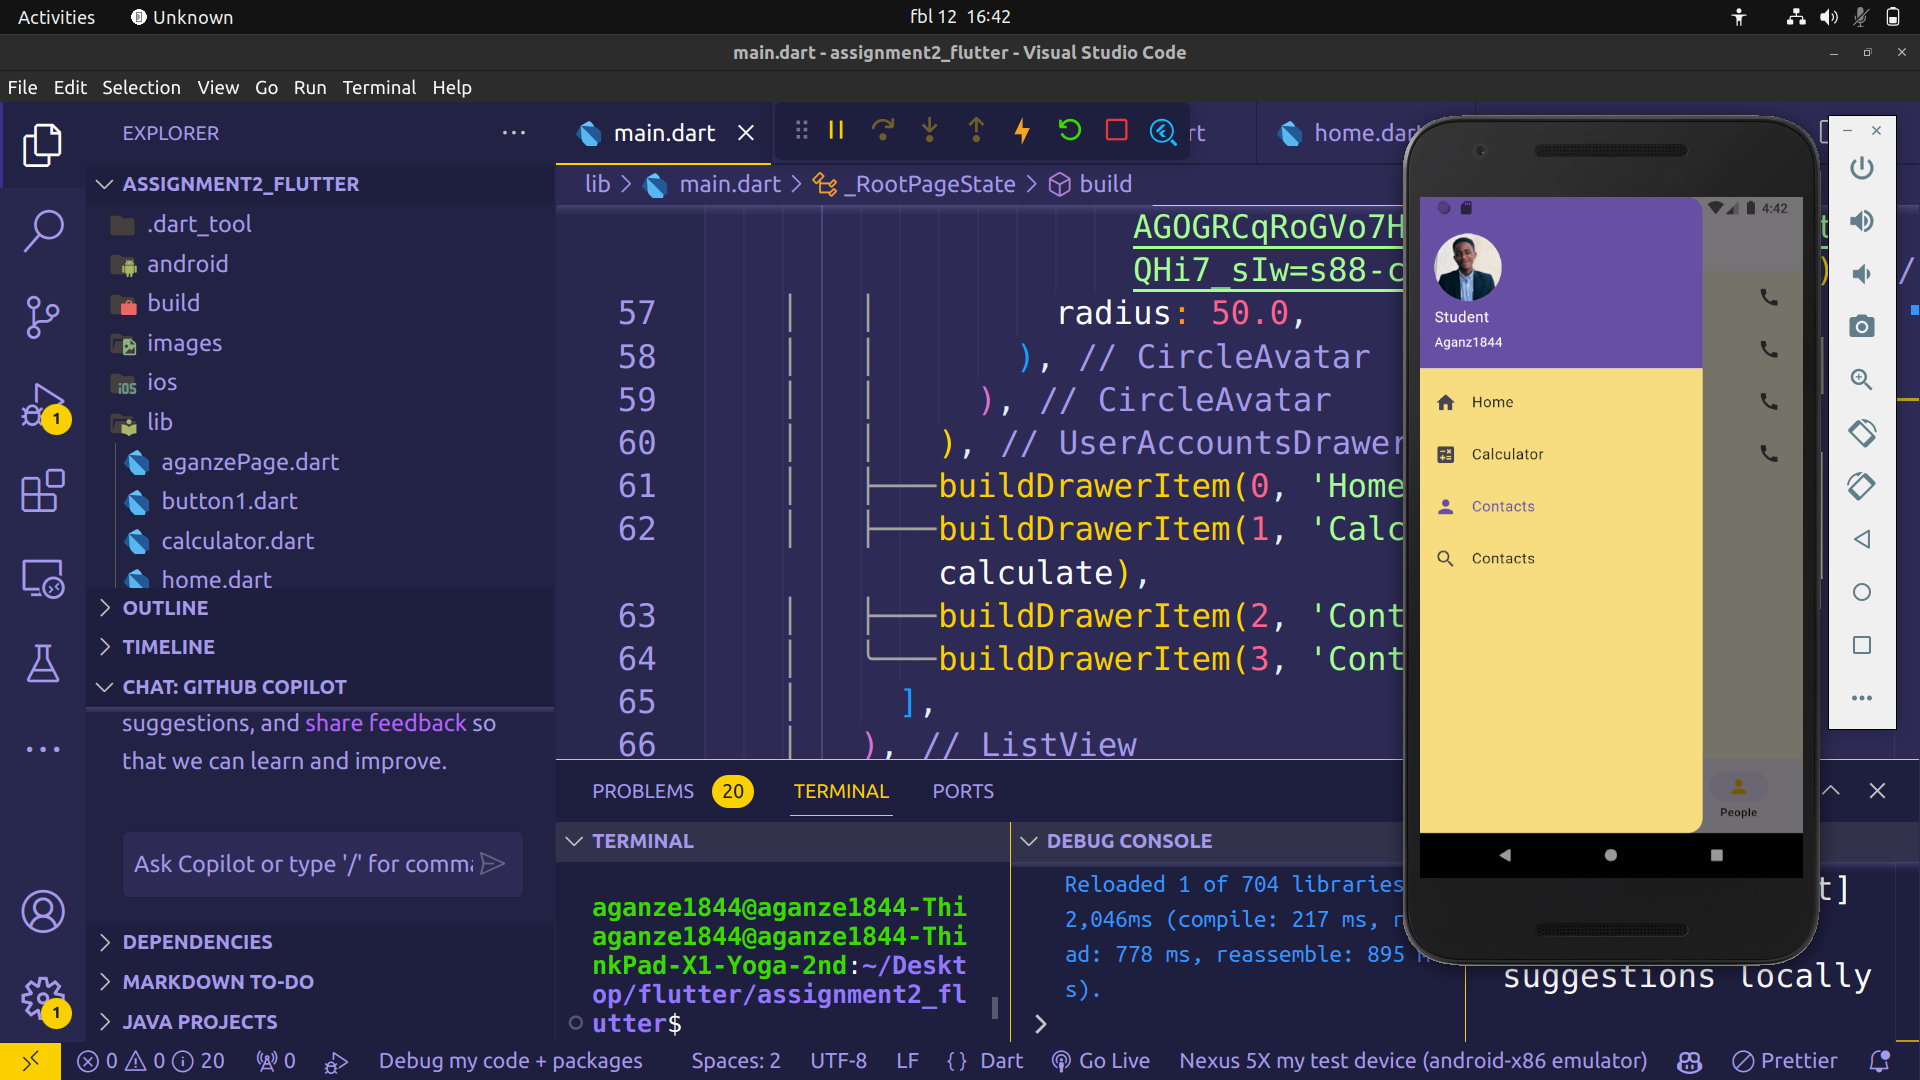 Activities
Unknown
fbl 12 16:42
main.dart - assignment2_flutter - Visual Studio Code
File Edit Selection View Go Run Terminal Help
EXPLORER
ASSIGNMENT2_FLUTTER
.dart_tool
android
build
images
ios
lib
aganzePage.dart
button1.dart
calculator.dart
home.dart
OUTLINE
TIMELINE
CHAT: GITHUB COPILOT
suggestions, and share feedback so
that we can learn and improve.
Ask Copilot or type '/' for comma
DEPENDENCIES
MARKDOWN TO-DO
JAVA PROJECTS
1
1
main.dart
rt
home.dart
lib > main.dart > _RootPageState > build
AGOGRCqRoGVo7H
QHi7_sIw=s88-c
57 radius: 50.0,
58 ), // CircleAvatar
59 ), // CircleAvatar
60 ), // UserAccountsDrawer
61 buildDrawerItem(0, 'Home
62 buildDrawerItem(1, 'Calc
calculate),
63 buildDrawerItem(2, 'Cont
64 buildDrawerItem(3, 'Cont
65 ],
66 ), // ListView
4:42
Student
Aganz1844
Home
Calculator
Contacts
Contacts
People
PROBLEMS 20 TERMINAL PORTS
TERMINAL
aganze1844@aganze1844-Thi
aganze1844@aganze1844-Thi
nkPad-X1-Yoga-2nd:~/Deskt
op/flutter/assignment2_fl
utter$
DEBUG CONSOLE
Reloaded 1 of 704 libraries
2,046ms (compile: 217 ms, r
ad: 778 ms, reassemble: 895
s).
t]
suggestions locally
0 0 20 0 Debug my code + packages Spaces: 2 UTF-8 LF {} Dart Go Live Nexus 5X my test device (android-x86 emulator) Prettier